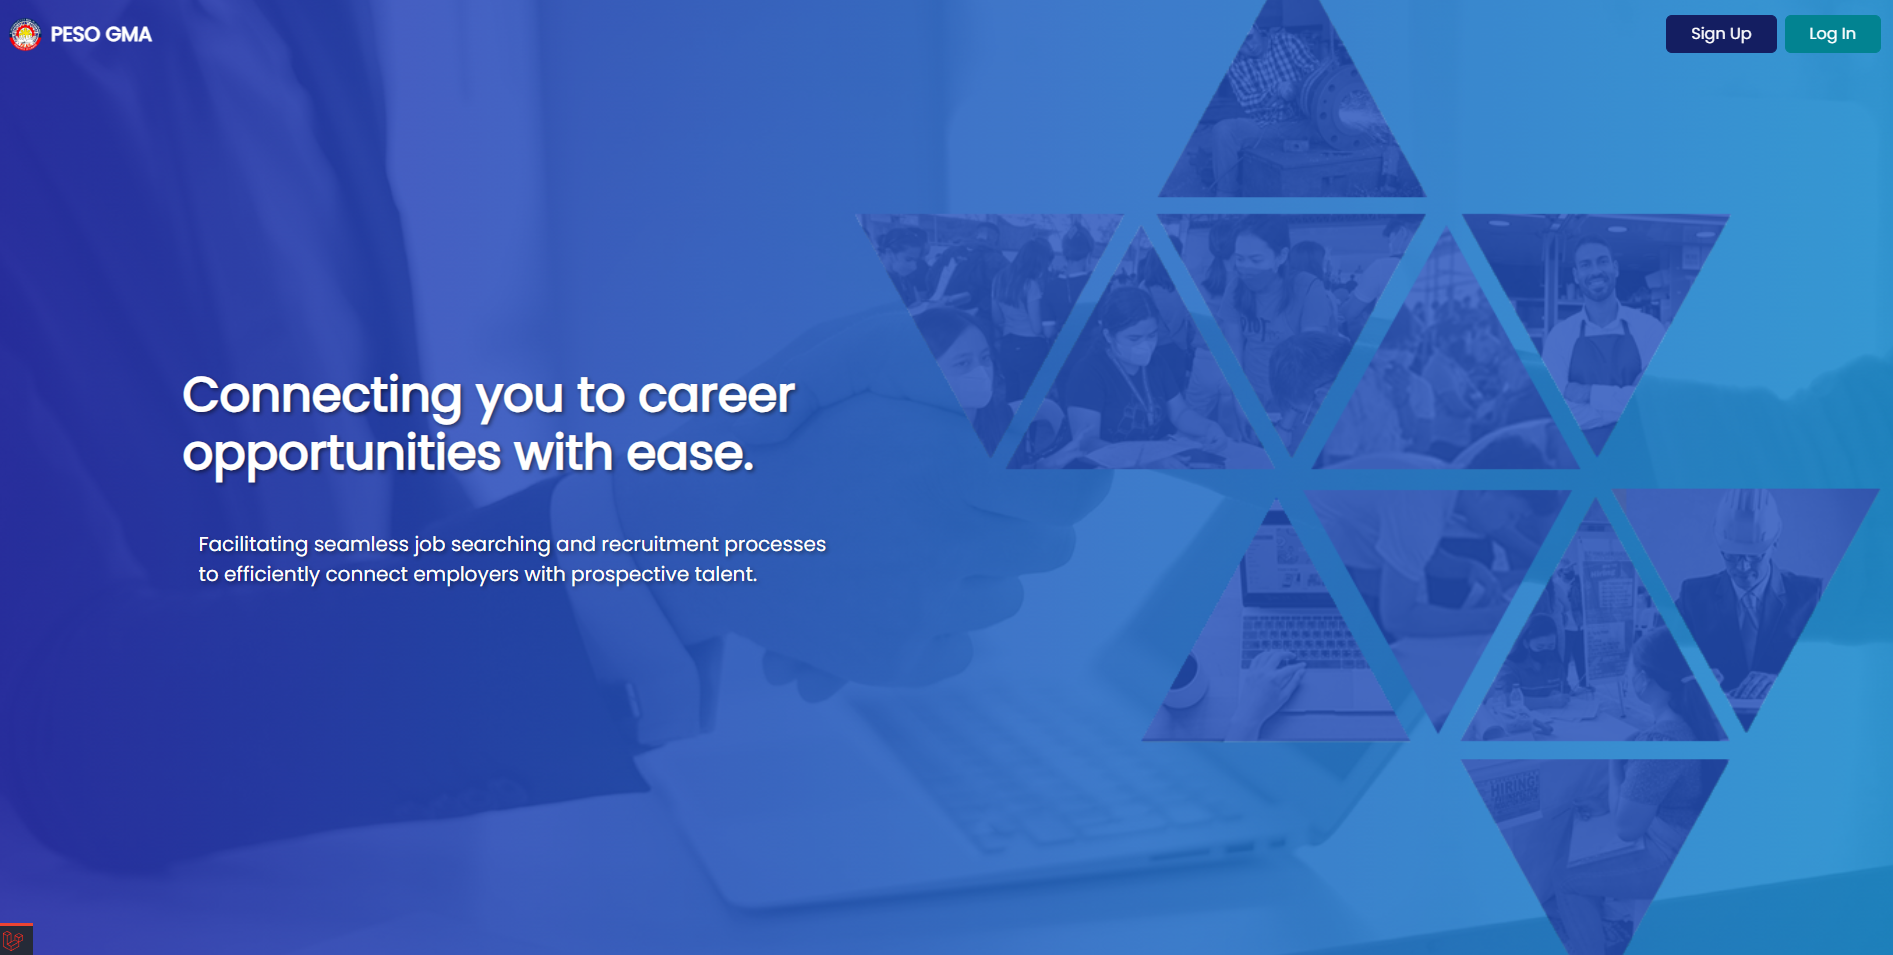 PESO GMA
Sign Up
Log In
Connecting you to career
opportunities with ease.
Facilitating seamless job searching and recruitment processes
to efficiently connect employers with prospective talent.
HIRING